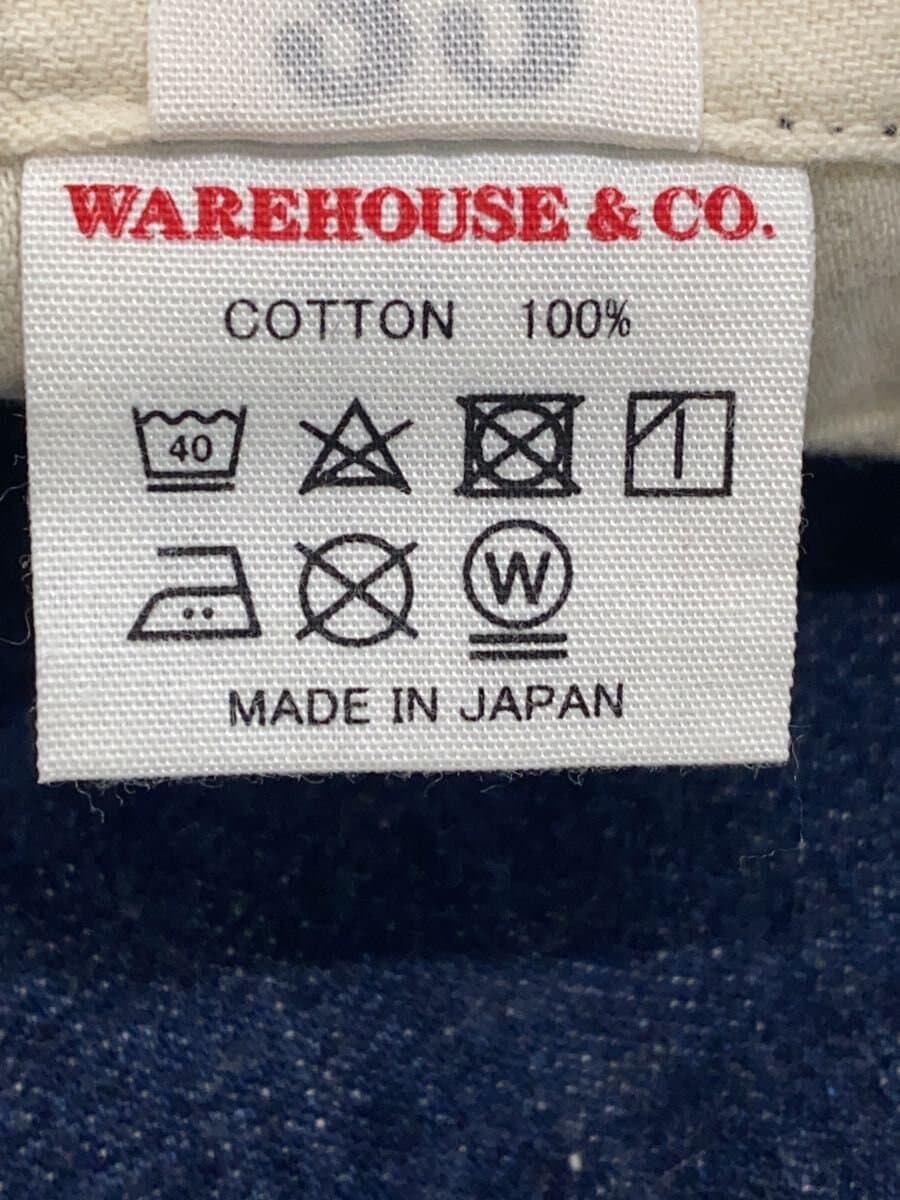 WAREHOUSE & CO.
COTTON 100%
40
W
MADE IN JAPAN